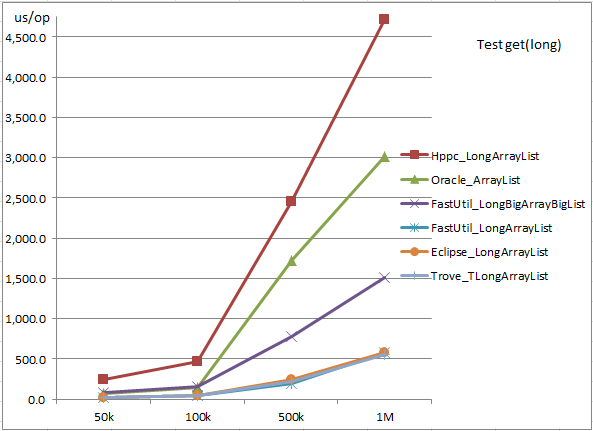 us/op
Test get(long)
4,500.0
4,000.0
3,500.0
3,000.0
2,500.0
2,000.0
1,500.0
1,000.0
500.0
0.0
50k 100k 500k 1M
Hppc_LongArrayList
Oracle_ArrayList
FastUtil_LongBigArrayBigList
FastUtil_LongArrayList
Eclipse_LongArrayList
Trove_TLongArrayList